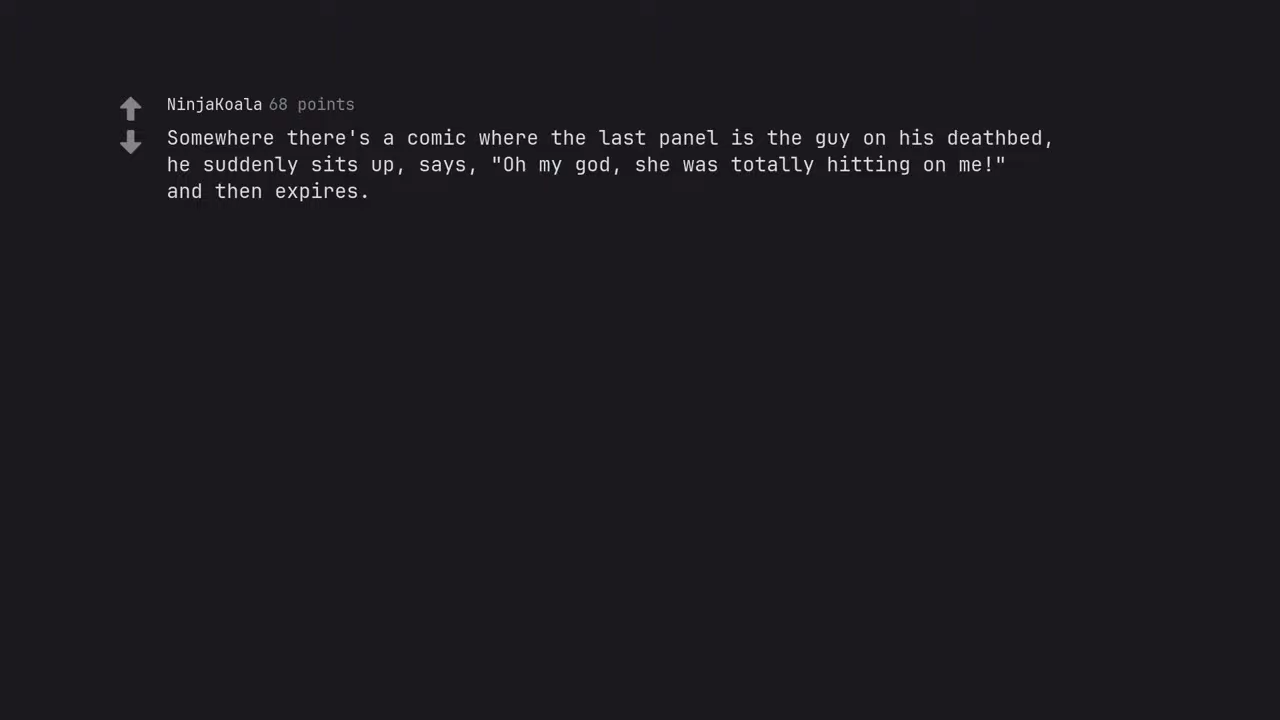 NinjaKoala 68 points
Somewhere there's a comic where the last panel is the guy on his deathbed,
he suddenly sits up, says, "Oh my god, she was totally hitting on me!"
and then expires.